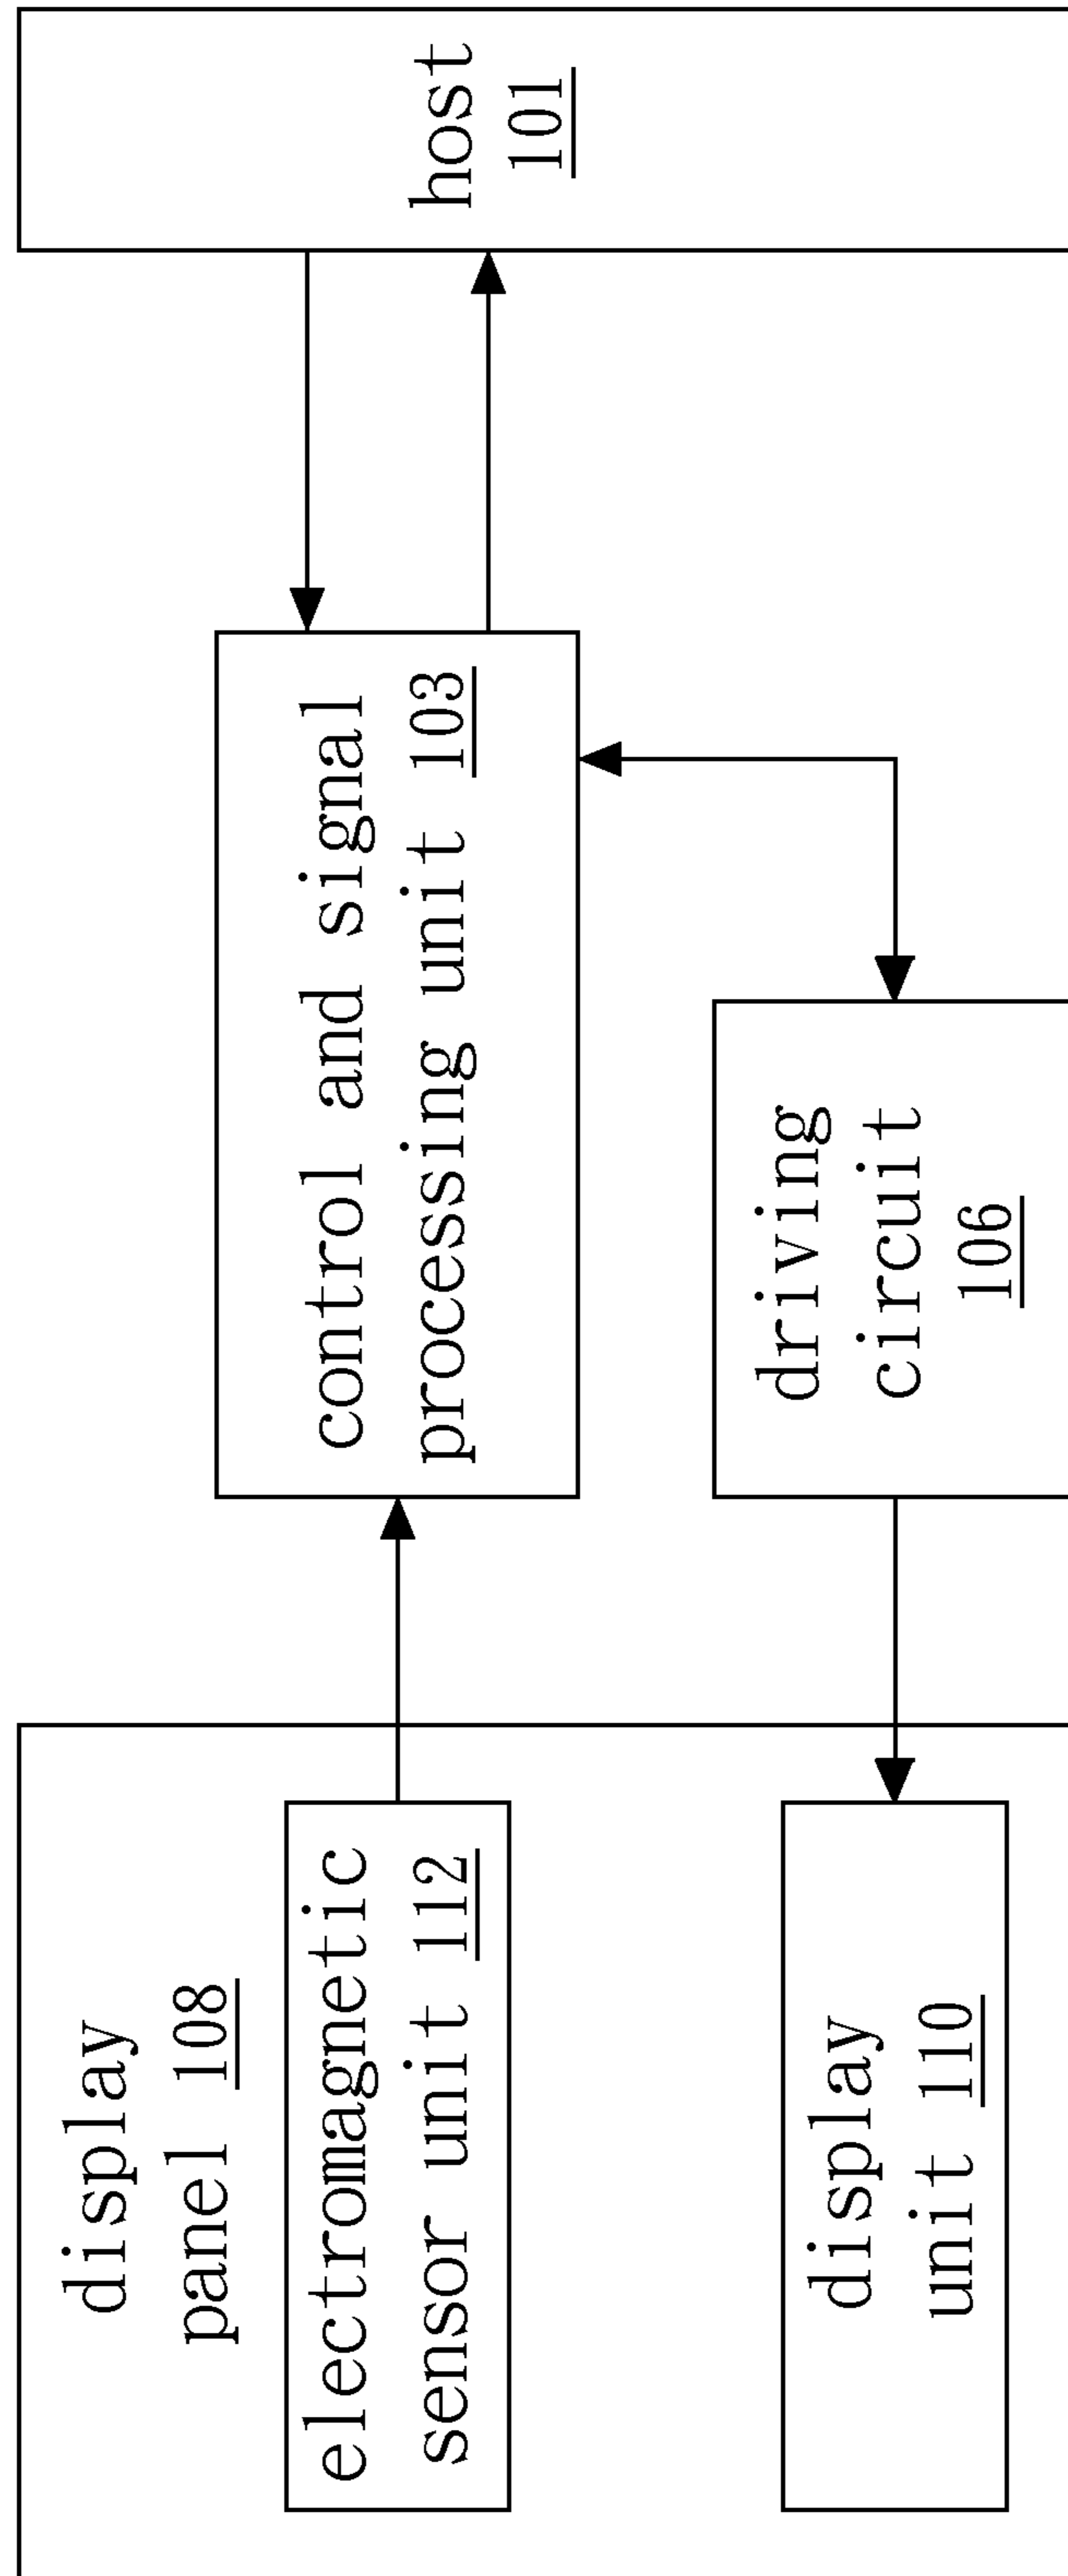 display
panel 108
electromagnetic
sensor unit 112
display
unit 110
control and signal
processing unit 103
driving
circuit
106
host
101